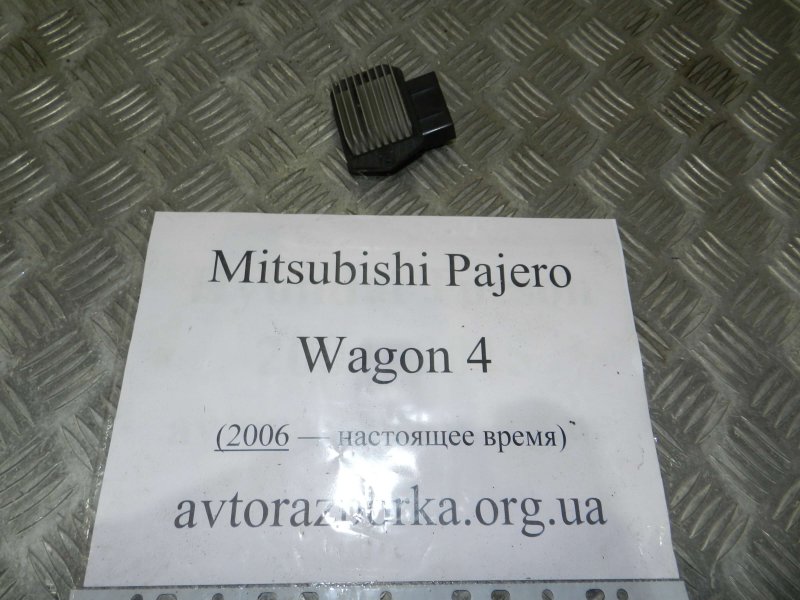 Mitsubishi Pajero
Wagon 4
(2006 — настоящее время)
avtorazborka.org.ua